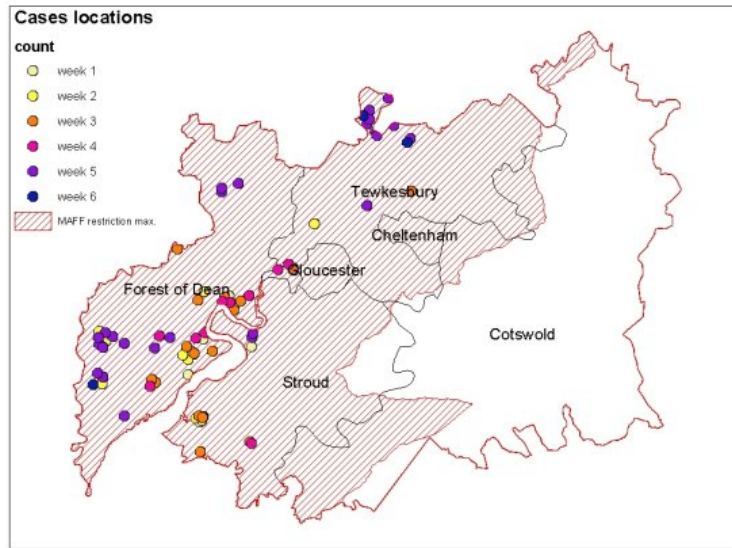 Cases locations
count
week 1
week 2
week 3
week 4
week 5
week 6
MAFF restriction max.
Tewkesbury
Cheltenham
Gloucester
Forest of Dean
Cotswold
Stroud